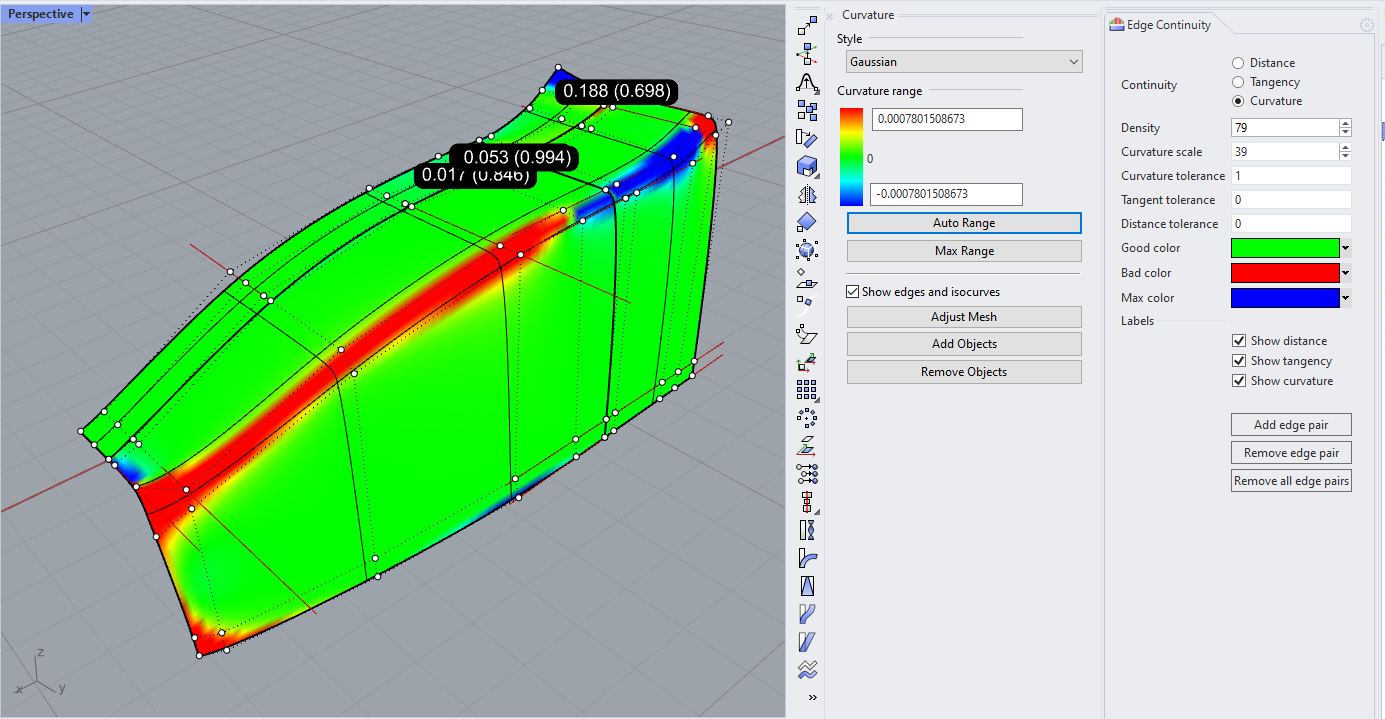 Perspective
0.188 (0.698)
0.053 (0.994)
0.017 (0.846)
z
x
y
»
Curvature
Style
Gaussian
Curvature range
0.0007801508673
0
-0.0007801508673
Auto Range
Max Range
Show edges and isocurves
Adjust Mesh
Add Objects
Remove Objects
Edge Continuity
Continuity
Distance
Tangency
Curvature
Density
79
Curvature scale
39
Curvature tolerance
1
Tangent tolerance
0
Distance tolerance
0
Good color
Bad color
Max color
Labels
Show distance
Show tangency
Show curvature
Add edge pair
Remove edge pair
Remove all edge pairs